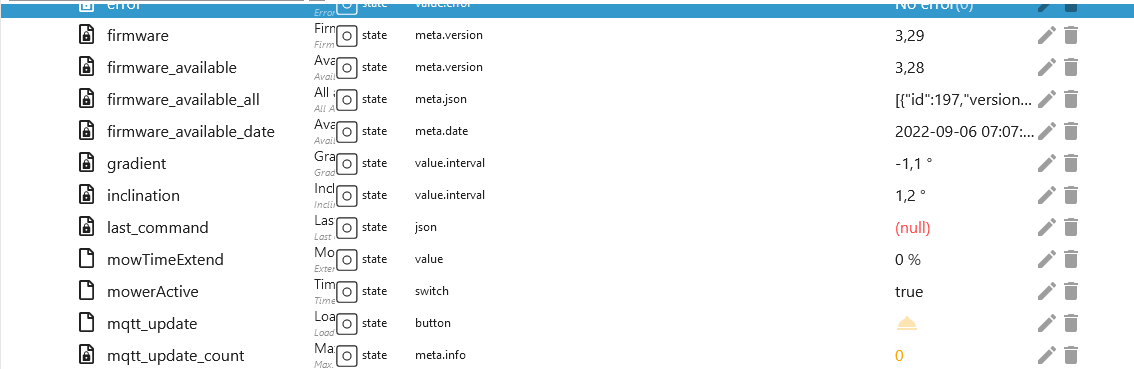 error value.error No error(0)
Error
firmware Firm state meta.version 3,29
Firm
firmware_available Ava state meta.version 3,28
Avail
firmware_available_all All a state meta.json [{"id":197,"version...
All A
firmware_available_date Ava state meta.date 2022-09-06 07:07:...
Avail
gradient Gra state value.interval -1,1 °
Grad
inclination Incl state value.interval 1,2 °
Incli
last_command Las state json (null)
Last
mowTimeExtend Mo state value 0 %
Exter
mowerActive Tim state switch true
Time
mqtt_update Loa state button
Load
mqtt_update_count Ma state meta.info 0
Max.